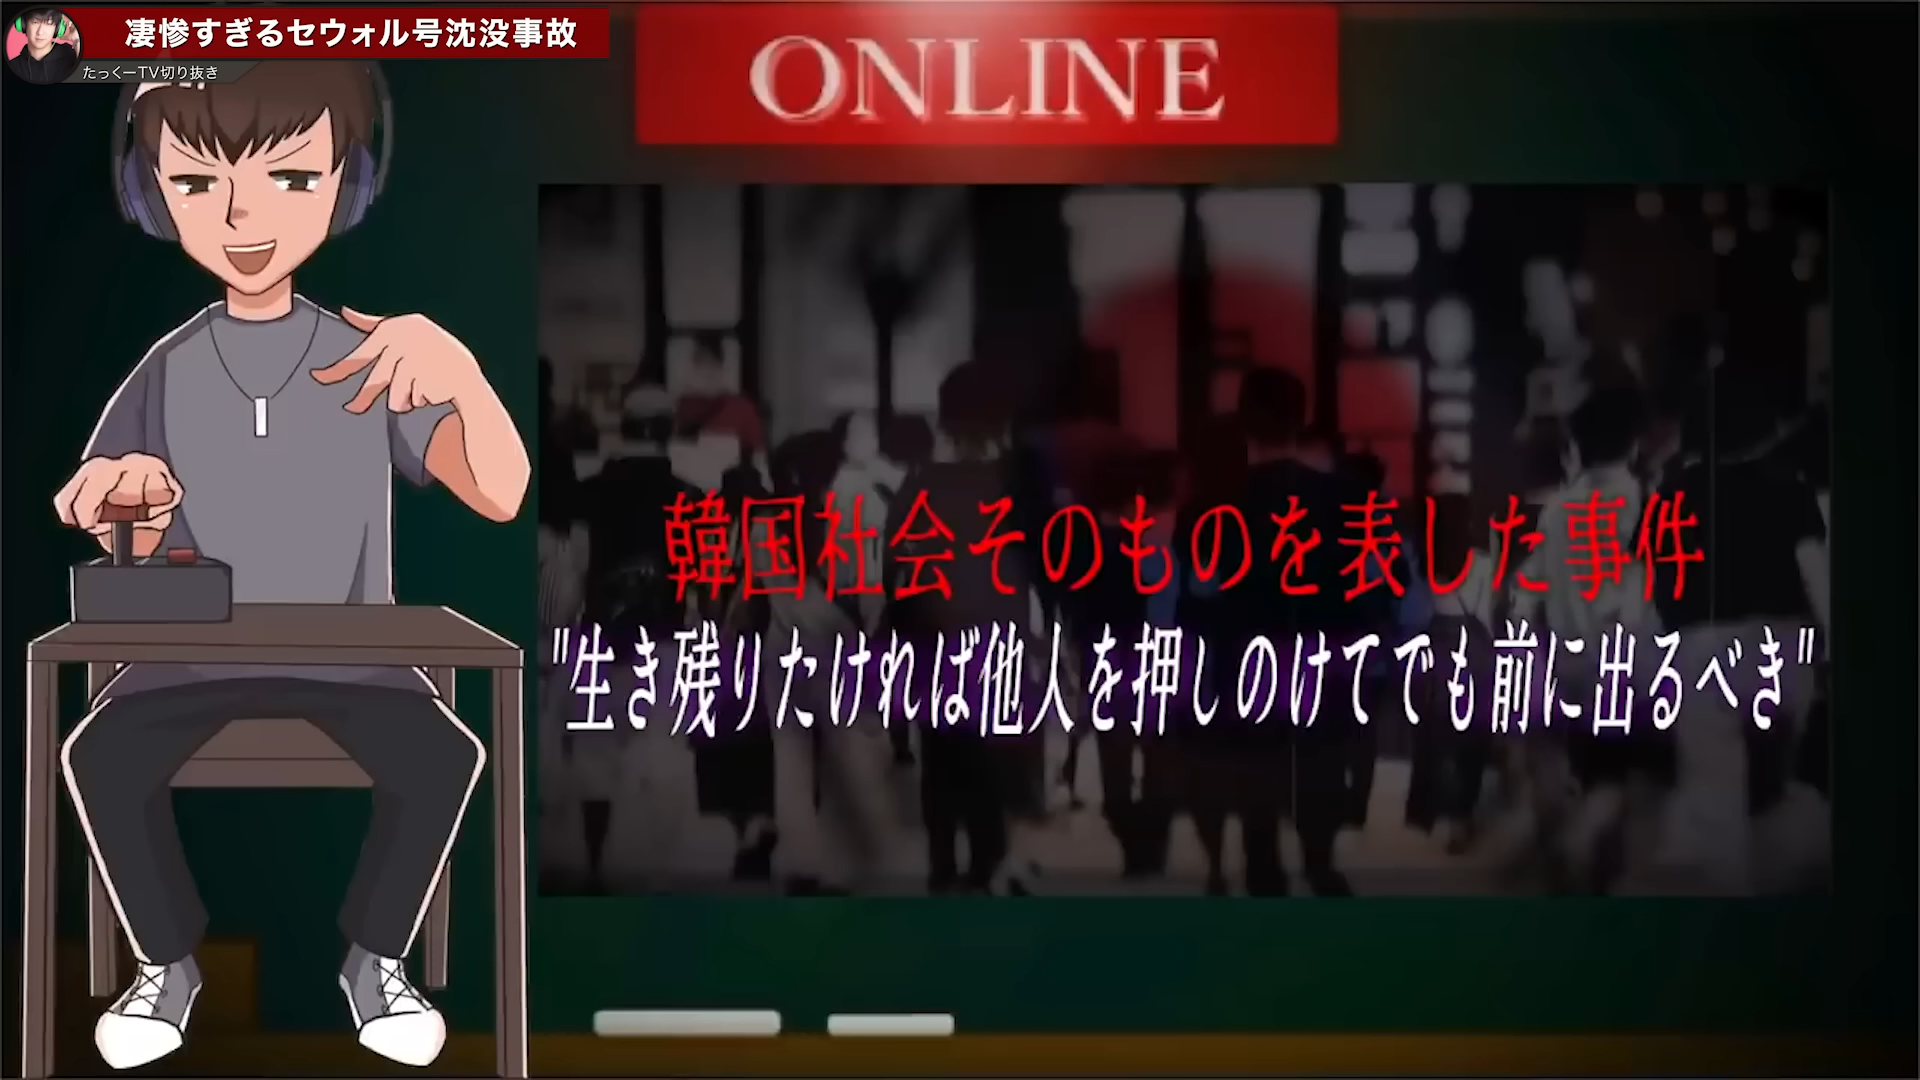 凄惨すぎるセウォル号沈没事故
たっくーTV切り抜き
ONLINE
韓国社会そのものを表した事件
"生き残りたければ他人を押しのけてでも前に出るべき"